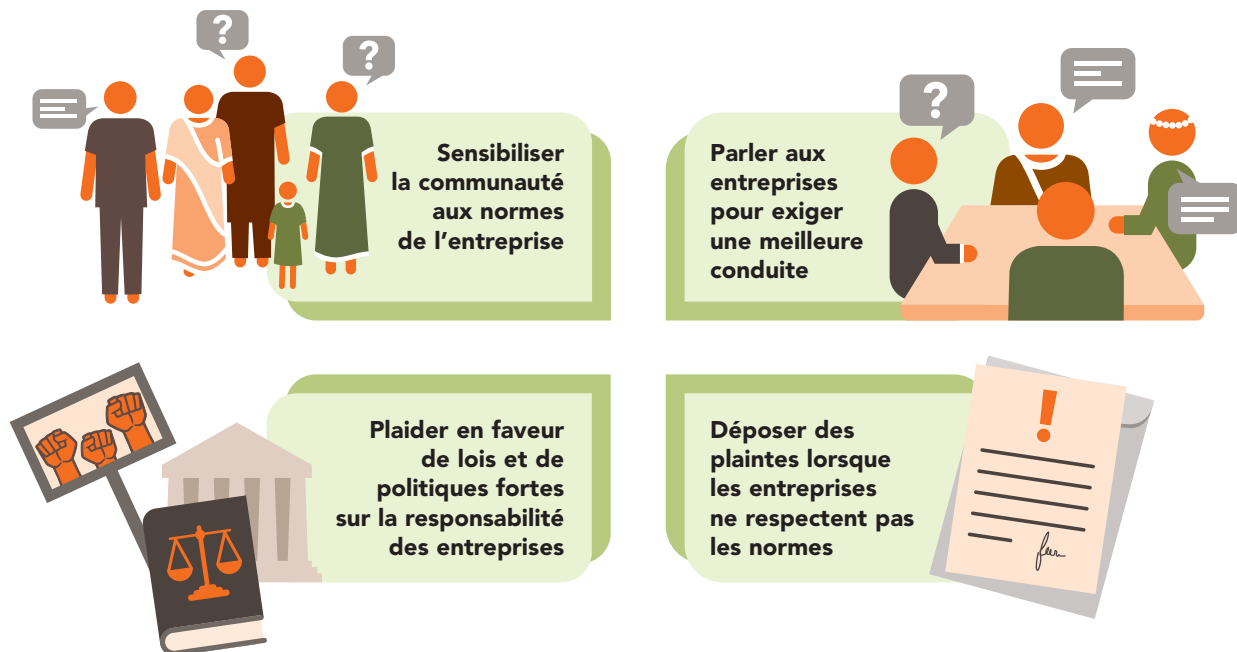 Sensibiliser
la communauté
aux normes
de l’entreprise
Parler aux
entreprises
pour exiger
une meilleure
conduite
Plaider en faveur
de lois et de
politiques fortes
sur la responsabilité
des entreprises
Déposer des
plaintes lorsque
les entreprises
ne respectent pas
les normes